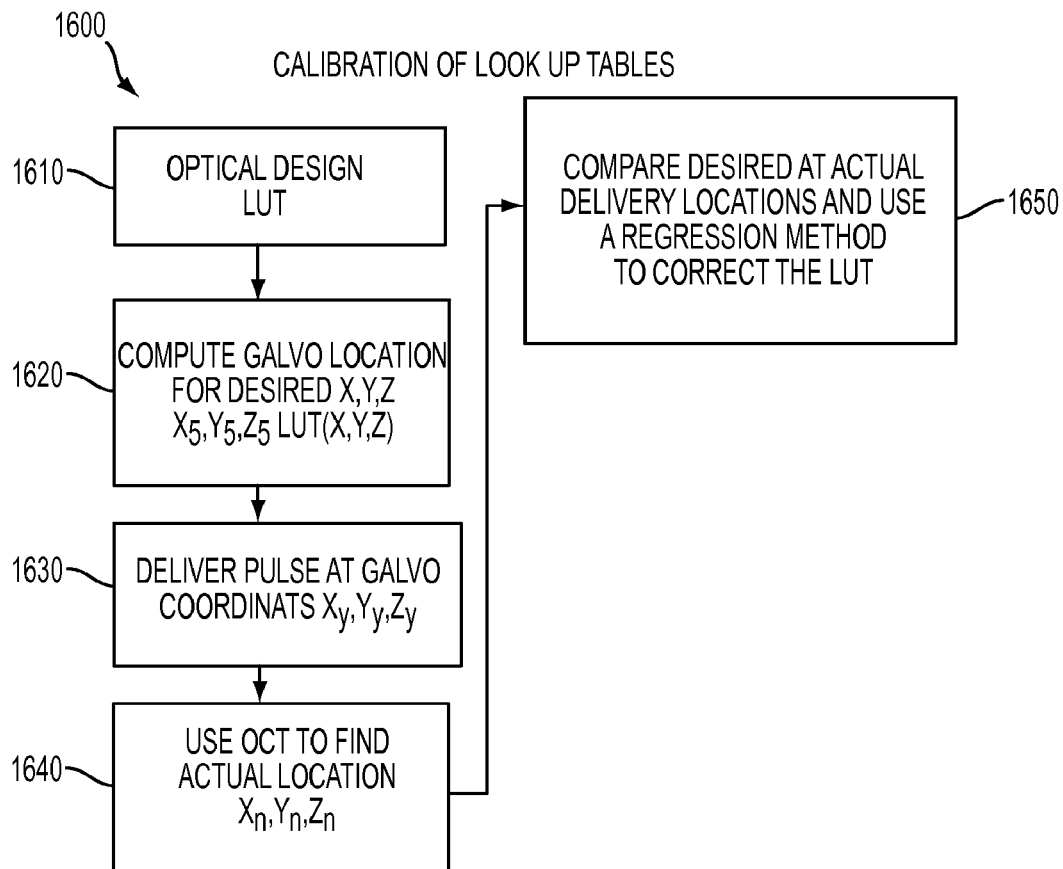 1600
CALIBRATION OF LOOK UP TABLES
1610
OPTICAL DESIGN
LUT
1620
COMPUTE GALVO LOCATION
FOR DESIRED X,Y,Z
X5,Y5,Z5 LUT(X,Y,Z)
1630
DELIVER PULSE AT GALVO
COORDINATS Xy,Yy,Zy
1640
USE OCT TO FIND
ACTUAL LOCATION
Xn,Yn,Zn
COMPARE DESIRED AT ACTUAL
DELIVERY LOCATIONS AND USE
A REGRESSION METHOD
TO CORRECT THE LUT
1650